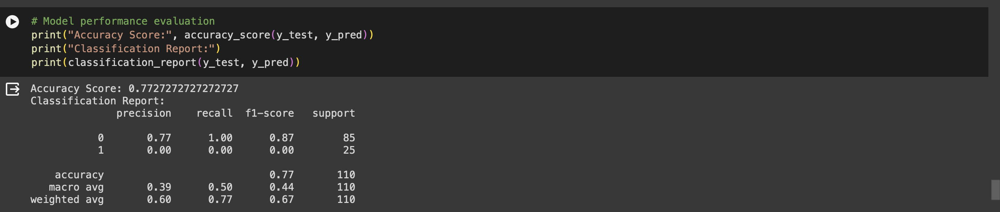 # Model performance evaluation
print("Accuracy Score:", accuracy_score(y_test, y_pred))
print("Classification Report:")
print(classification_report(y_test, y_pred))
Accuracy Score: 0.7727272727272727
Classification Report:
              precision    recall  f1-score   support

           0       0.77      1.00      0.87        85
           1       0.00      0.00      0.00        25

    accuracy                           0.77       110
   macro avg       0.39      0.50      0.44       110
weighted avg       0.60      0.77      0.67       110